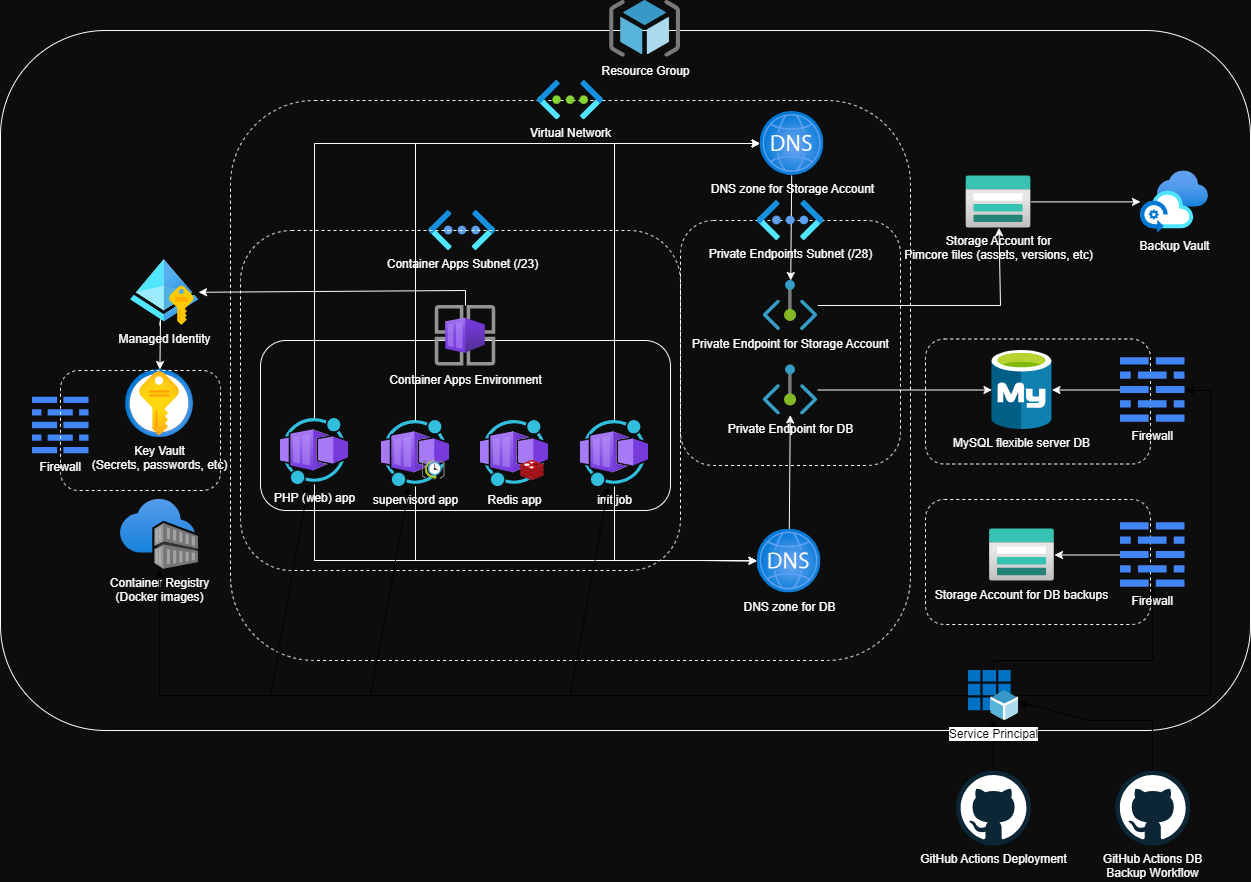 Resource Group
Virtual Network
DNS
DNS zone for Storage Account
Container Apps Subnet (/23)
Private Endpoints Subnet (/28)
Storage Account for
Pimcore files (assets, versions, etc)
Backup Vault
Managed Identity
Private Endpoint for Storage Account
Container Apps Environment
Key Vault
(Secrets, passwords, etc)
Firewall
Private Endpoint for DB
My
MySQL flexible server DB
Firewall
PHP (web) app
supervisord app
Redis app
init job
Container Registry
(Docker images)
DNS
DNS zone for DB
Storage Account for DB backups
Firewall
Service Principal
GitHub Actions Deployment
GitHub Actions DB
Backup Workflow